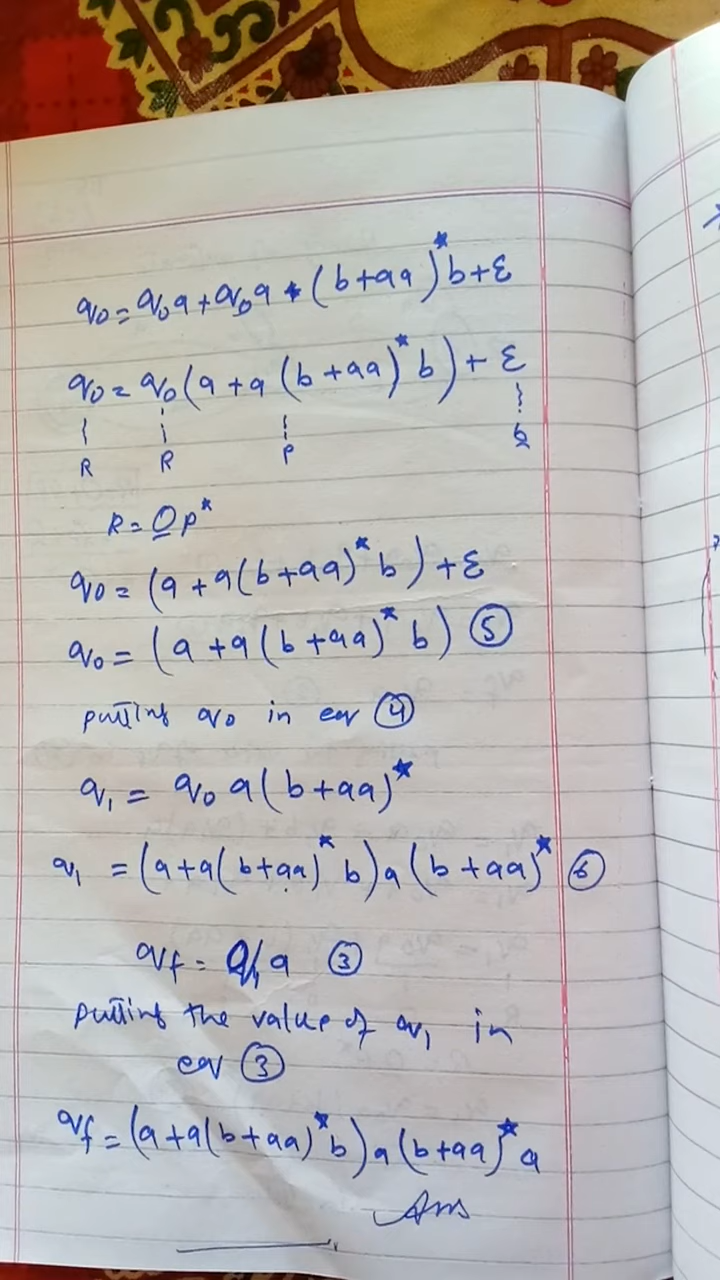 q₀ = q₀a + q₀a * (b+aa)*b+ε
q₀ = q₀(a+a(b+aa)*b)+ε
R R P Q
R = QP*
q₀ = (a+a(b+aa)*b)+ε
q₀ = (a+a(b+aa)*b) ⑤
putting q₀ in eq ④
q₁ = q₀a(b+aa)*
q₁ = (a+a(b+aa)*b)a(b+aa)* ⑥
qf = q₁a ③
putting the value of q₁ in
eq ③
qf = (a+a(b+aa)*b)a(b+aa)*a
Ans